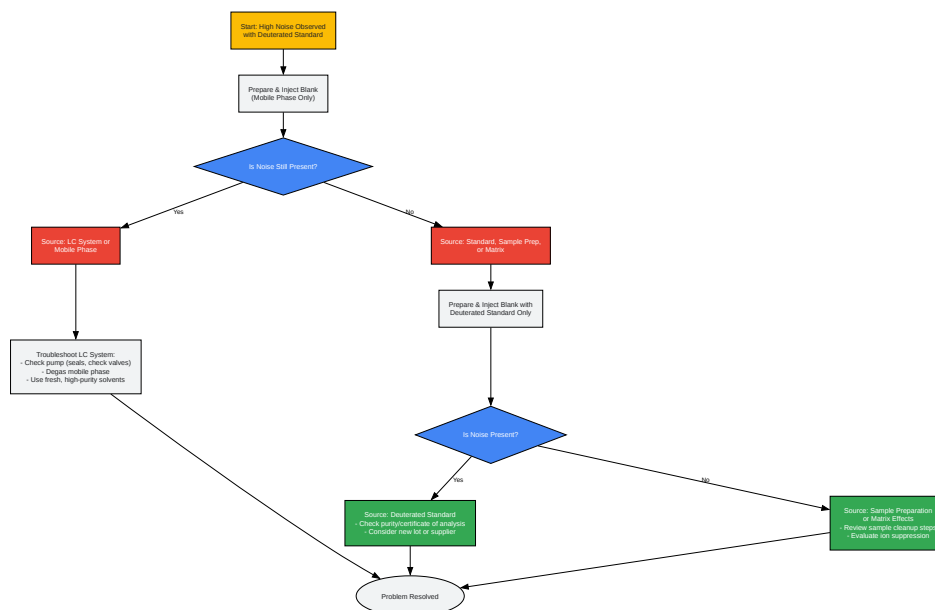 Start: High Noise Observed
with Deuterated Standard
Prepare & Inject Blank
(Mobile Phase Only)
Is Noise Still Present?
Yes
No
Source: LC System or
Mobile Phase
Source: Standard, Sample Prep,
or Matrix
Prepare & Inject Blank with
Deuterated Standard Only
Troubleshoot LC System:
- Check pump (seals, check valves)
- Degas mobile phase
- Use fresh, high-purity solvents
Is Noise Present?
Yes
No
Source: Deuterated Standard
- Check purity/certificate of analysis
- Consider new lot or supplier
Source: Sample Preparation
or Matrix Effects
- Review sample cleanup steps
- Evaluate ion suppression
Problem Resolved